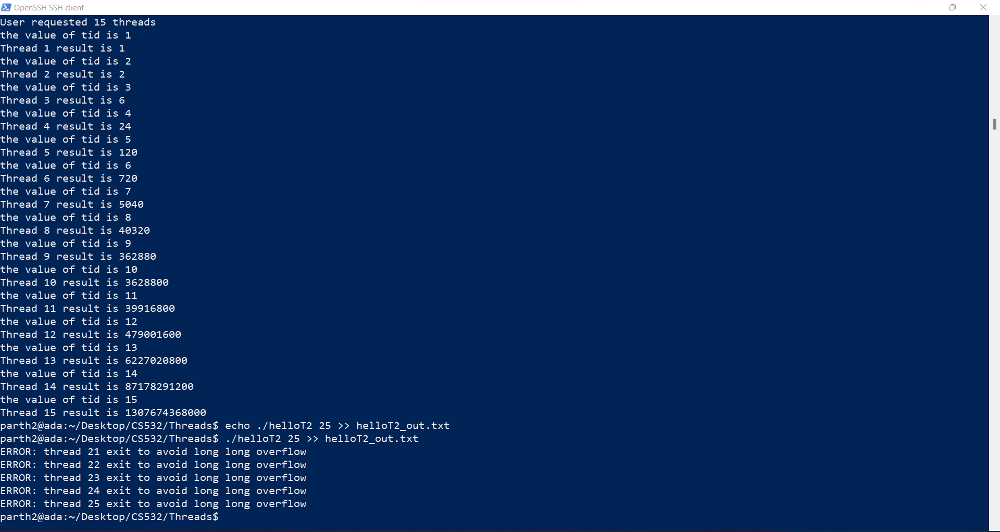 OpenSSH SSH client
User requested 15 threads
the value of tid is 1
Thread 1 result is 1
the value of tid is 2
Thread 2 result is 2
the value of tid is 3
Thread 3 result is 6
the value of tid is 4
Thread 4 result is 24
the value of tid is 5
Thread 5 result is 120
the value of tid is 6
Thread 6 result is 720
the value of tid is 7
Thread 7 result is 5040
the value of tid is 8
Thread 8 result is 40320
the value of tid is 9
Thread 9 result is 362880
the value of tid is 10
Thread 10 result is 3628800
the value of tid is 11
Thread 11 result is 39916800
the value of tid is 12
Thread 12 result is 479001600
the value of tid is 13
Thread 13 result is 6227020800
the value of tid is 14
Thread 14 result is 87178291200
the value of tid is 15
Thread 15 result is 1307674368000
parth2@ada:~/Desktop/CS532/Threads$ echo ./helloT2 25 >> helloT2_out.txt
parth2@ada:~/Desktop/CS532/Threads$ ./helloT2 25 >> helloT2_out.txt
ERROR: thread 21 exit to avoid long long overflow
ERROR: thread 22 exit to avoid long long overflow
ERROR: thread 23 exit to avoid long long overflow
ERROR: thread 24 exit to avoid long long overflow
ERROR: thread 25 exit to avoid long long overflow
parth2@ada:~/Desktop/CS532/Threads$